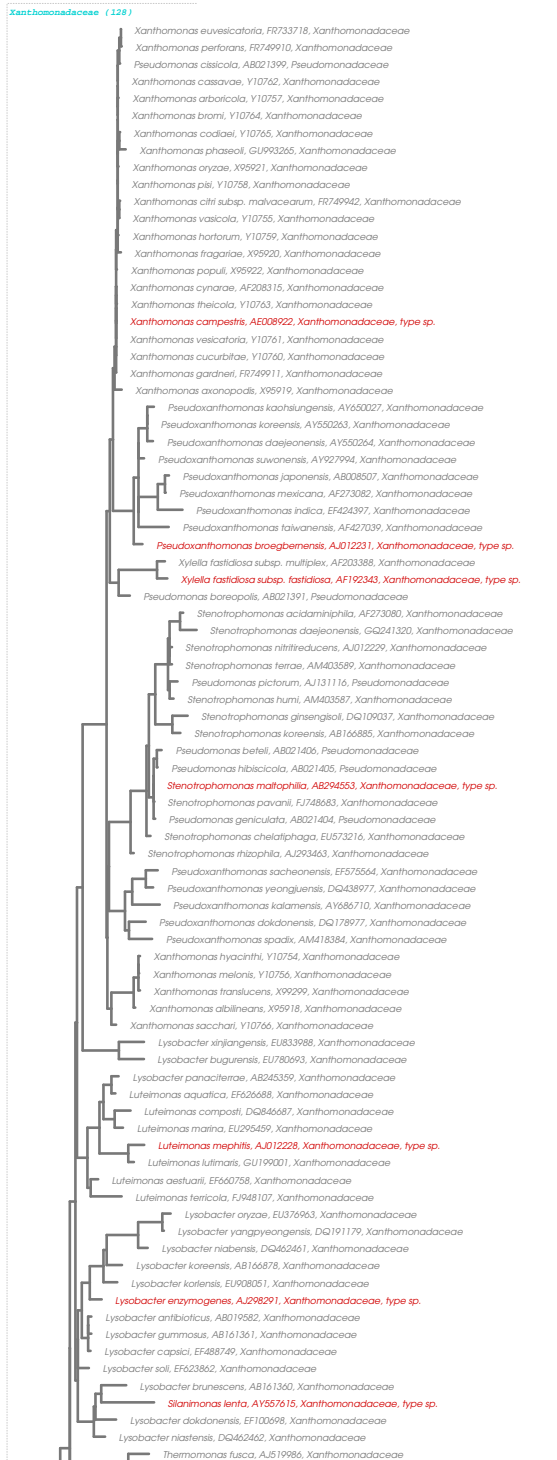 Xanthomonadaceae (128)
Xanthomonas euvesicatoria, FR733718, Xanthomonadaceae
Xanthomonas perforans, FR749910, Xanthomonadaceae
Pseudomonas cissicola, AB021399, Pseudomonadaceae
Xanthomonas cassavae, Y10762, Xanthomonadaceae
Xanthomonas arboricola, Y10757, Xanthomonadaceae
Xanthomonas bromi, Y10764, Xanthomonadaceae
Xanthomonas codiaei, Y10765, Xanthomonadaceae
Xanthomonas phaseoli, GU993265, Xanthomonadaceae
Xanthomonas oryzae, X95921, Xanthomonadaceae
Xanthomonas pisi, Y10758, Xanthomonadaceae
Xanthomonas citri subsp. malvacearum, FR749942, Xanthomonadaceae
Xanthomonas vasicola, Y10755, Xanthomonadaceae
Xanthomonas hortorum, Y10759, Xanthomonadaceae
Xanthomonas fragariae, X95920, Xanthomonadaceae
Xanthomonas populi, X95922, Xanthomonadaceae
Xanthomonas cynarae, AF208315, Xanthomonadaceae
Xanthomonas theicola, Y10763, Xanthomonadaceae
Xanthomonas campestris, AE008922, Xanthomonadaceae, type sp.
Xanthomonas vesicatoria, Y10761, Xanthomonadaceae
Xanthomonas cucurbitae, Y10760, Xanthomonadaceae
Xanthomonas gardneri, FR749911, Xanthomonadaceae
Xanthomonas axonopodis, X95919, Xanthomonadaceae
Pseudoxanthomonas kaohsiungensis, AY650027, Xanthomonadaceae
Pseudoxanthomonas koreensis, AY550263, Xanthomonadaceae
Pseudoxanthomonas daejeonensis, AY550264, Xanthomonadaceae
Pseudoxanthomonas suwonensis, AY927994, Xanthomonadaceae
Pseudoxanthomonas japonensis, AB008507, Xanthomonadaceae
Pseudoxanthomonas mexicana, AF273082, Xanthomonadaceae
Pseudoxanthomonas indica, EF424397, Xanthomonadaceae
Pseudoxanthomonas taiwanensis, AF427039, Xanthomonadaceae
Pseudoxanthomonas broegbernensis, AJ012231, Xanthomonadaceae, type sp.
Xylella fastidiosa subsp. multiplex, AF203388, Xanthomonadaceae
Xylella fastidiosa subsp. fastidiosa, AF192343, Xanthomonadaceae, type sp.
Pseudomonas boreopolis, AB021391, Pseudomonadaceae
Stenotrophomonas acidaminiphila, AF273080, Xanthomonadaceae
Stenotrophomonas daejeonensis, GQ241320, Xanthomonadaceae
Stenotrophomonas nitritireducens, AJ012229, Xanthomonadaceae
Stenotrophomonas terrae, AM403589, Xanthomonadaceae
Pseudomonas pictorum, AJ131116, Pseudomonadaceae
Stenotrophomonas humi, AM403587, Xanthomonadaceae
Stenotrophomonas ginsengisoli, DQ109037, Xanthomonadaceae
Stenotrophomonas koreensis, AB166885, Xanthomonadaceae
Pseudomonas beteli, AB021406, Pseudomonadaceae
Pseudomonas hibiscicola, AB021405, Pseudomonadaceae
Stenotrophomonas maltophilia, AB294553, Xanthomonadaceae, type sp.
Stenotrophomonas pavanii, FJ748683, Xanthomonadaceae
Pseudomonas geniculata, AB021404, Pseudomonadaceae
Stenotrophomonas chelatiphaga, EU573216, Xanthomonadaceae
Stenotrophomonas rhizophila, AJ293463, Xanthomonadaceae
Pseudoxanthomonas sacheonensis, EF575564, Xanthomonadaceae
Pseudoxanthomonas yeongjuensis, DQ438977, Xanthomonadaceae
Pseudoxanthomonas kalamensis, AY686710, Xanthomonadaceae
Pseudoxanthomonas dokdonensis, DQ178977, Xanthomonadaceae
Pseudoxanthomonas spadix, AM418384, Xanthomonadaceae
Xanthomonas hyacinthi, Y10754, Xanthomonadaceae
Xanthomonas melonis, Y10756, Xanthomonadaceae
Xanthomonas translucens, X99299, Xanthomonadaceae
Xanthomonas albilineans, X95918, Xanthomonadaceae
Xanthomonas sacchari, Y10766, Xanthomonadaceae
Lysobacter xinjiangensis, EU833988, Xanthomonadaceae
Lysobacter bugurensis, EU780693, Xanthomonadaceae
Lysobacter panaciterrae, AB245359, Xanthomonadaceae
Luteimonas aquatica, EF626688, Xanthomonadaceae
Luteimonas composti, DQ846687, Xanthomonadaceae
Luteimonas marina, EU295459, Xanthomonadaceae
Luteimonas mephitis, AJ012228, Xanthomonadaceae, type sp.
Luteimonas lutimaris, GU199001, Xanthomonadaceae
Luteimonas aestuarii, EF660758, Xanthomonadaceae
Luteimonas terricola, FJ948107, Xanthomonadaceae
Lysobacter oryzae, EU376963, Xanthomonadaceae
Lysobacter yangpyeongensis, DQ191179, Xanthomonadaceae
Lysobacter niabensis, DQ462461, Xanthomonadaceae
Lysobacter koreensis, AB166878, Xanthomonadaceae
Lysobacter korlensis, EU908051, Xanthomonadaceae
Lysobacter enzymogenes, AJ298291, Xanthomonadaceae, type sp.
Lysobacter antibioticus, AB019582, Xanthomonadaceae
Lysobacter gummosus, AB161361, Xanthomonadaceae
Lysobacter capsici, EF488749, Xanthomonadaceae
Lysobacter soli, EF623862, Xanthomonadaceae
Lysobacter brunescens, AB161360, Xanthomonadaceae
Silanimonas lenta, AY557615, Xanthomonadaceae, type sp.
Lysobacter dokdonensis, EF100698, Xanthomonadaceae
Lysobacter niastensis, DQ462462, Xanthomonadaceae
Thermomonas fusca, AJ519986, Xanthomonadaceae